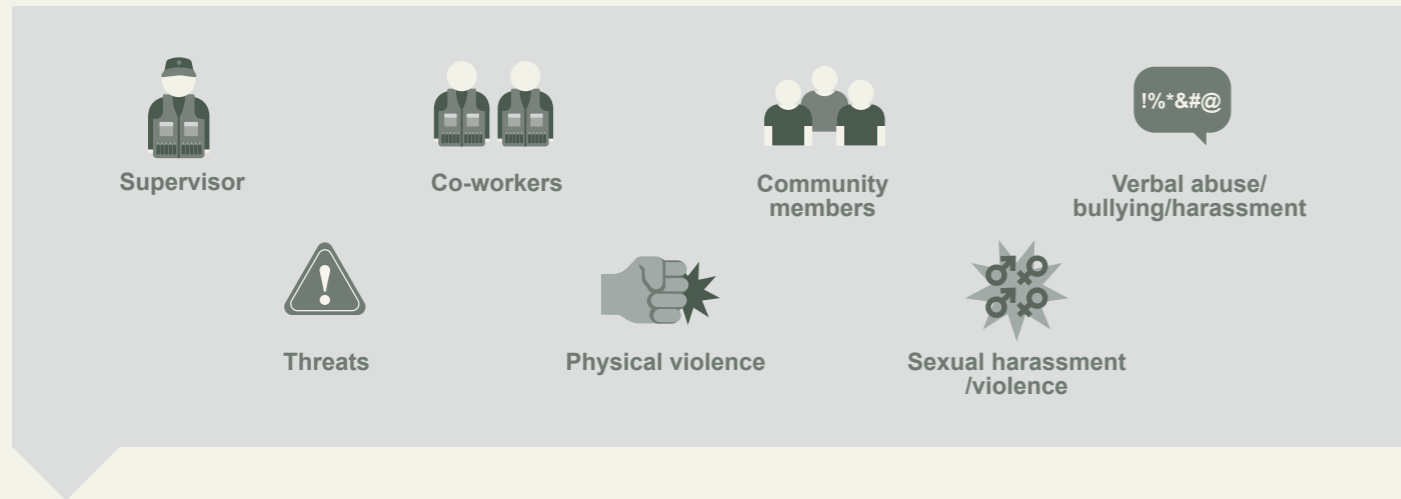 !%*&#@
Supervisor
Co-workers
Community
members
Verbal abuse/
bullying/harassment
!
Threats
Physical violence
Sexual harassment
/violence